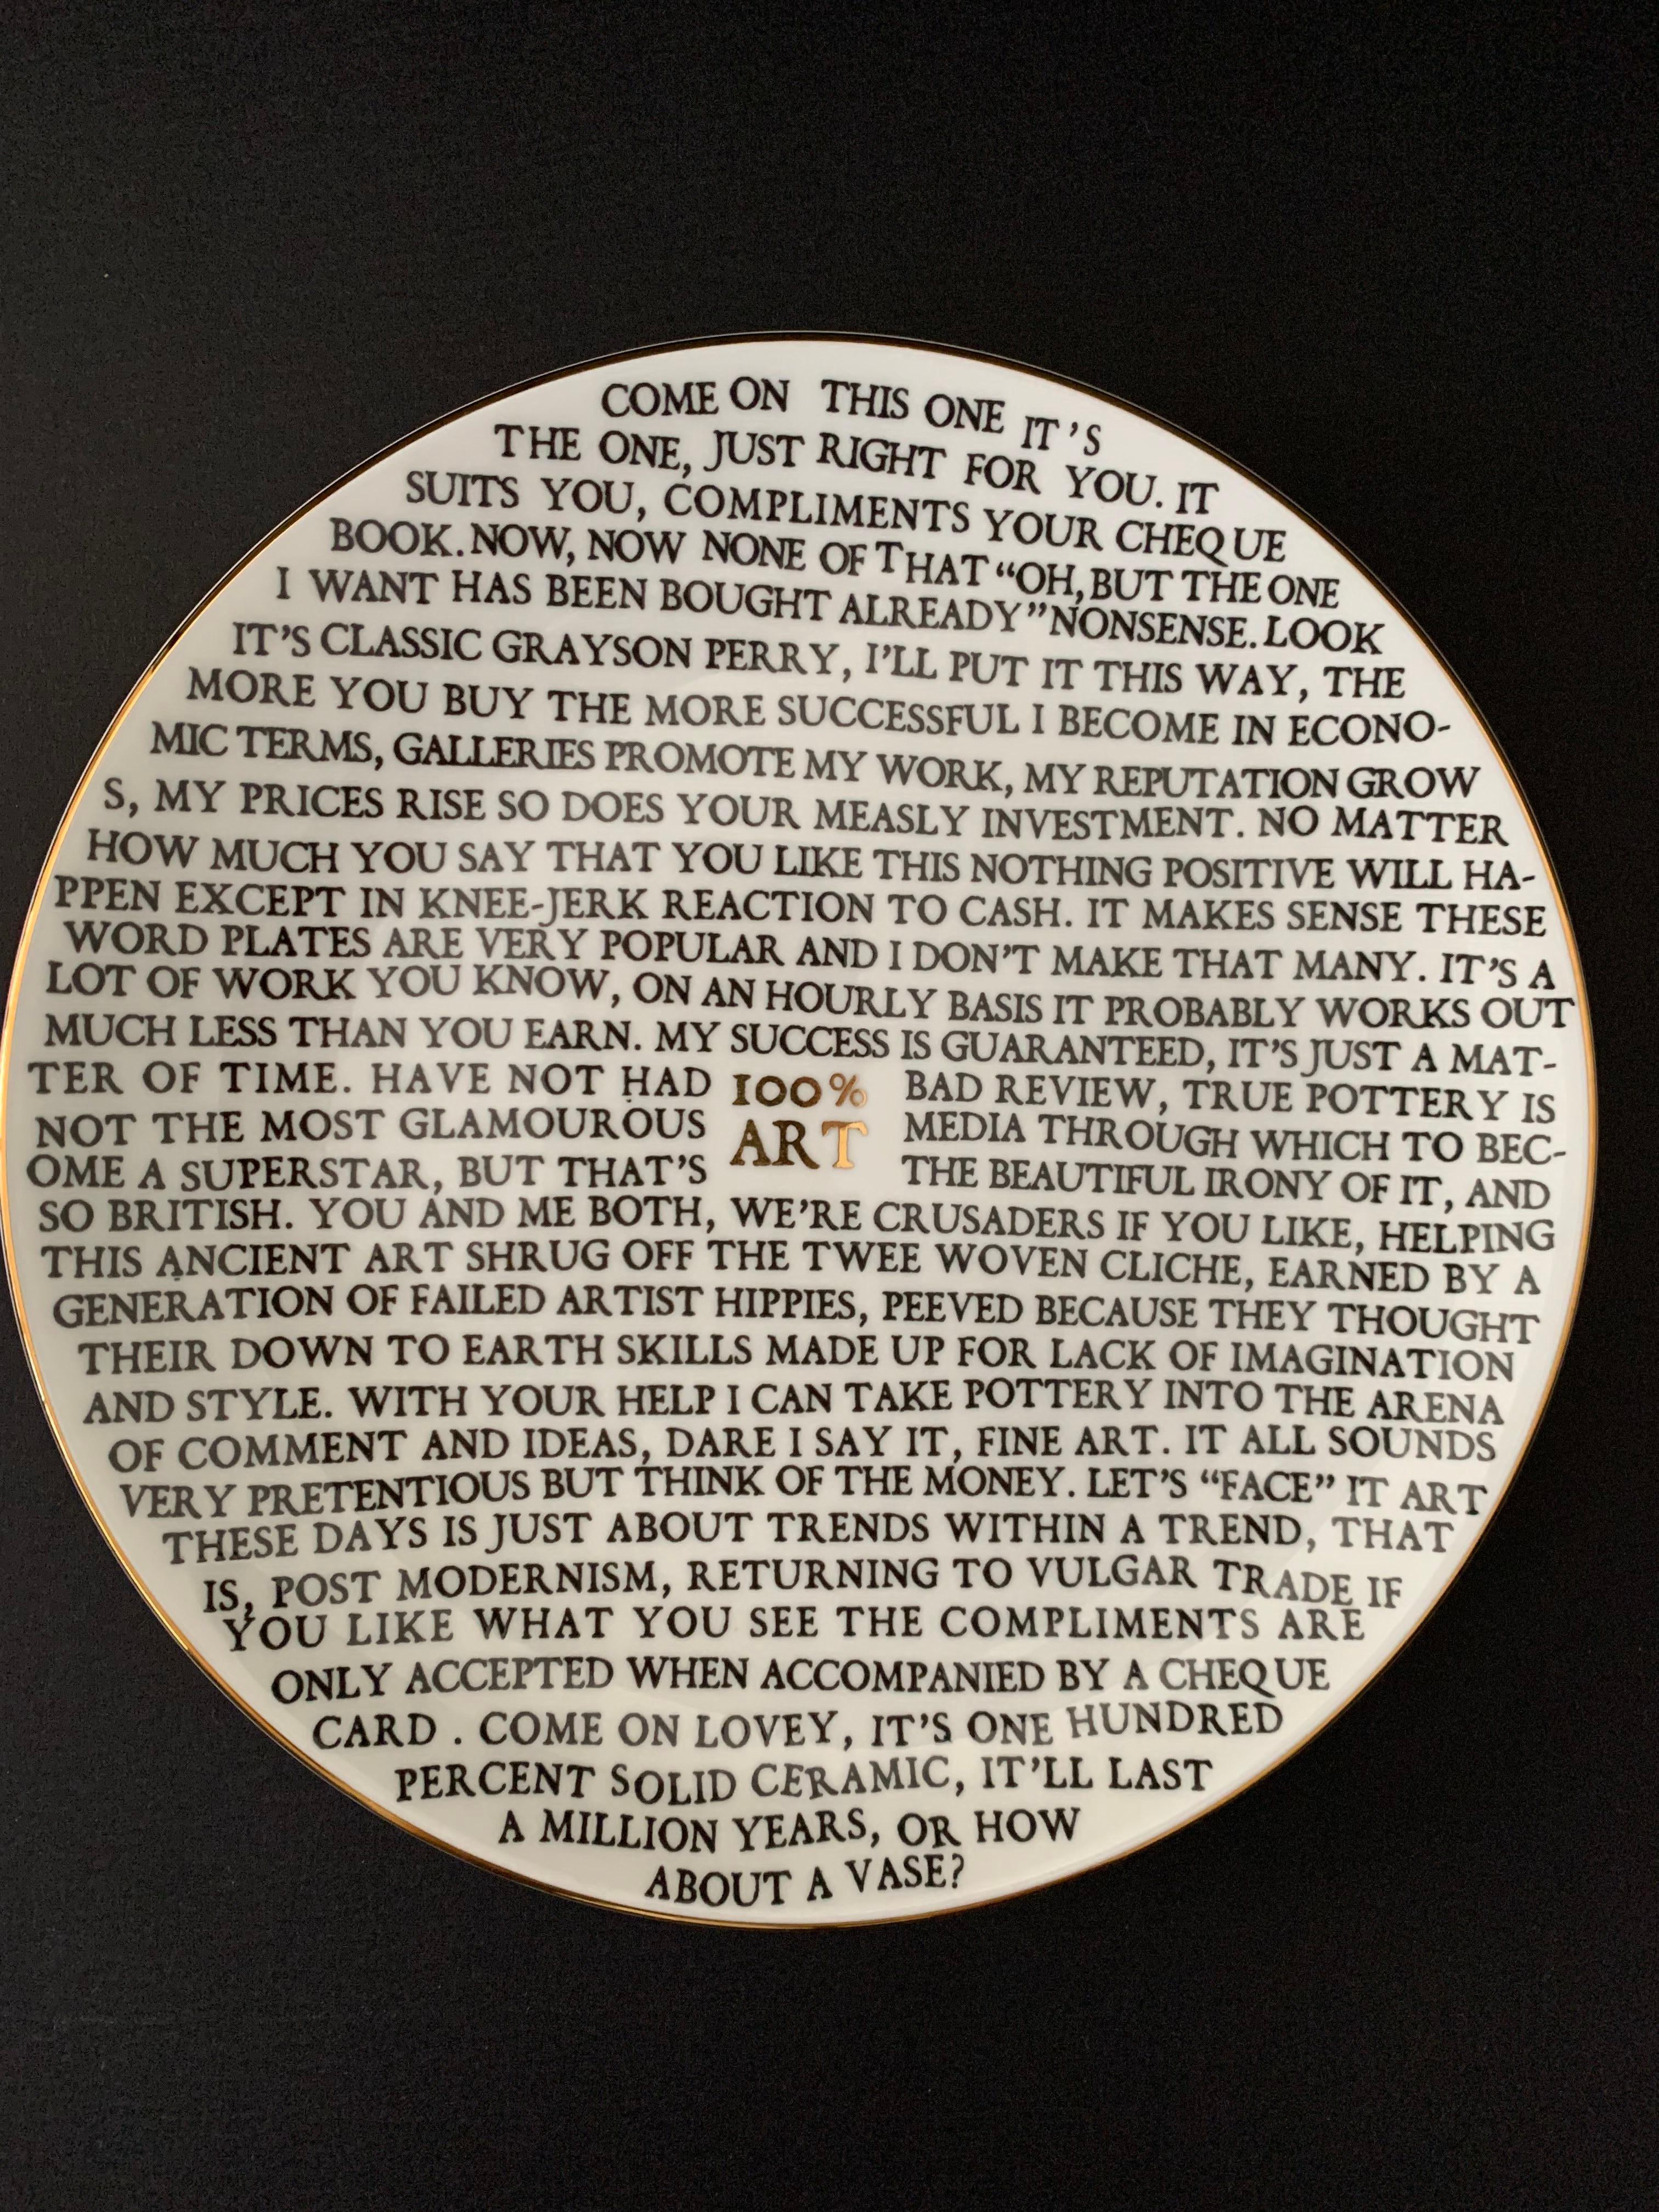 COME ON THIS ONE IT'S
THE ONE, JUST RIGHT FOR YOU. IT
SUITS YOU, COMPLIMENTS YOUR CHEQUE
BOOK. NOW, NOW NONE OF THAT “OH, BUT THE ONE
I WANT HAS BEEN BOUGHT ALREADY” NONSENSE. LOOK
IT'S CLASSIC GRAYSON PERRY, I'LL PUT IT THIS WAY, THE
MORE YOU BUY THE MORE SUCCESSFUL I BECOME IN ECONO-
MIC TERMS, GALLERIES PROMOTE MY WORK, MY REPUTATION GROW
S, MY PRICES RISE SO DOES YOUR MEASLY INVESTMENT. NO MATTER
HOW MUCH YOU SAY THAT YOU LIKE THIS NOTHING POSITIVE WILL HA-
PPEN EXCEPT IN KNEE-JERK REACTION TO CASH. IT MAKES SENSE THESE
WORD PLATES ARE VERY POPULAR AND I DON'T MAKE THAT MANY. IT'S A
LOT OF WORK YOU KNOW, ON AN HOURLY BASIS IT PROBABLY WORKS OUT
MUCH LESS THAN YOU EARN. MY SUCCESS IS GUARANTEED, IT'S JUST A MAT-
TER OF TIME. HAVE NOT HAD 100% BAD REVIEW, TRUE POTTERY IS
NOT THE MOST GLAMOUROUS ART MEDIA THROUGH WHICH TO BEC-
OME A SUPERSTAR, BUT THAT'S THE BEAUTIFUL IRONY OF IT, AND
SO BRITISH. YOU AND ME BOTH, WE'RE CRUSADERS IF YOU LIKE, HELPING
THIS ANCIENT ART SHRUG OFF THE TWEE WOVEN CLICHE, EARNED BY A
GENERATION OF FAILED ARTIST HIPPIES, PEEVED BECAUSE THEY THOUGHT
THEIR DOWN TO EARTH SKILLS MADE UP FOR LACK OF IMAGINATION
AND STYLE. WITH YOUR HELP I CAN TAKE POTTERY INTO THE ARENA
OF COMMENT AND IDEAS, DARE I SAY IT, FINE ART. IT ALL SOUNDS
VERY PRETENTIOUS BUT THINK OF THE MONEY. LET'S “FACE” IT ART
THESE DAYS IS JUST ABOUT TRENDS WITHIN A TREND, THAT
IS, POST MODERNISM, RETURNING TO VULGAR TRADE IF
YOU LIKE WHAT YOU SEE THE COMPLIMENTS ARE
ONLY ACCEPTED WHEN ACCOMPANIED BY A CHEQUE
CARD. COME ON LOVEY, IT'S ONE HUNDRED
PERCENT SOLID CERAMIC, IT'LL LAST
A MILLION YEARS, OR HOW
ABOUT A VASE?